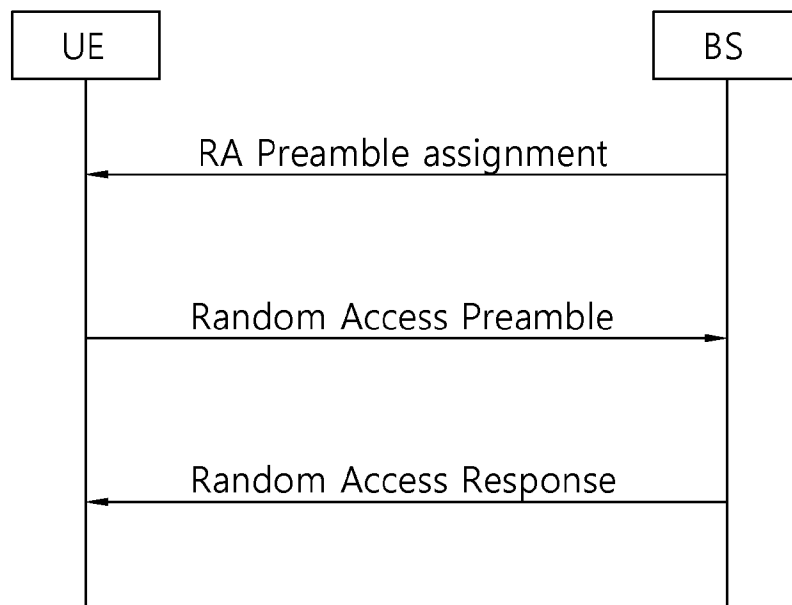 UE
BS
RA Preamble assignment
Random Access Preamble
Random Access Response